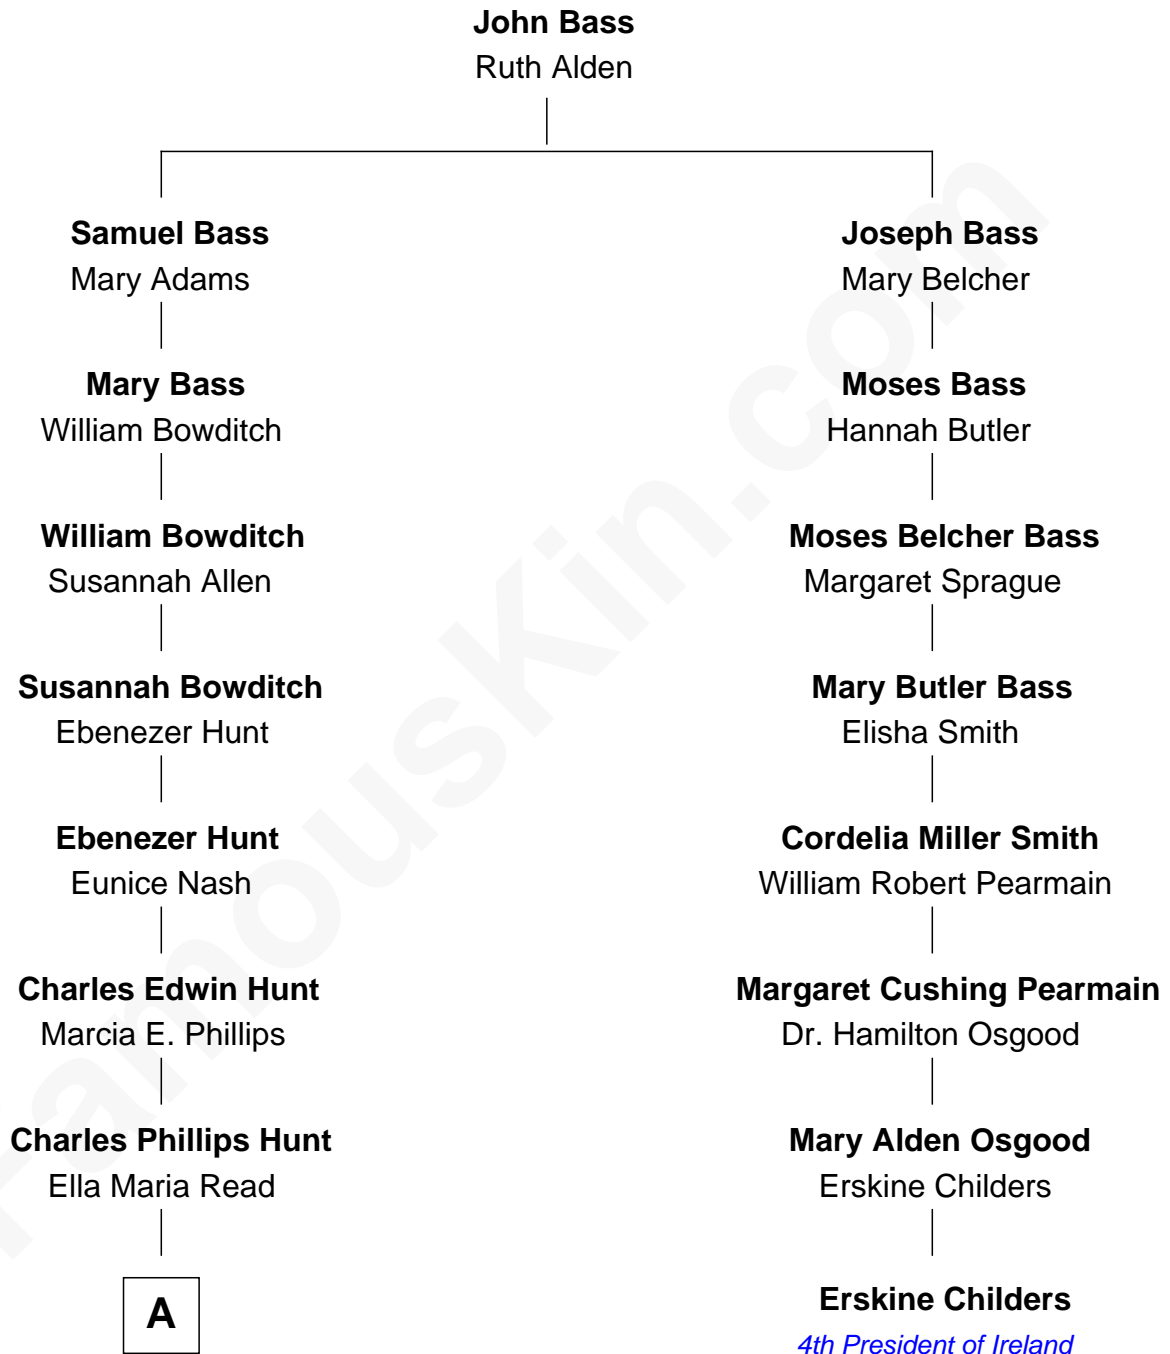 John Bass
Ruth Alden
Samuel Bass
Mary Adams
Joseph Bass
Mary Belcher
Mary Bass
William Bowditch
Moses Bass
Hannah Butler
William Bowditch
Susannah Allen
Moses Belcher Bass
Margaret Sprague
Susannah Bowditch
Ebenezer Hunt
Mary Butler Bass
Elisha Smith
Ebenezer Hunt
Eunice Nash
Cordelia Miller Smith
William Robert Pearmain
Charles Edwin Hunt
Marcia E. Phillips
Margaret Cushing Pearmain
Dr. Hamilton Osgood
Charles Phillips Hunt
Ella Maria Read
Mary Alden Osgood
Erskine Childers
A
Erskine Childers
4th President of Ireland
FamousKin.com